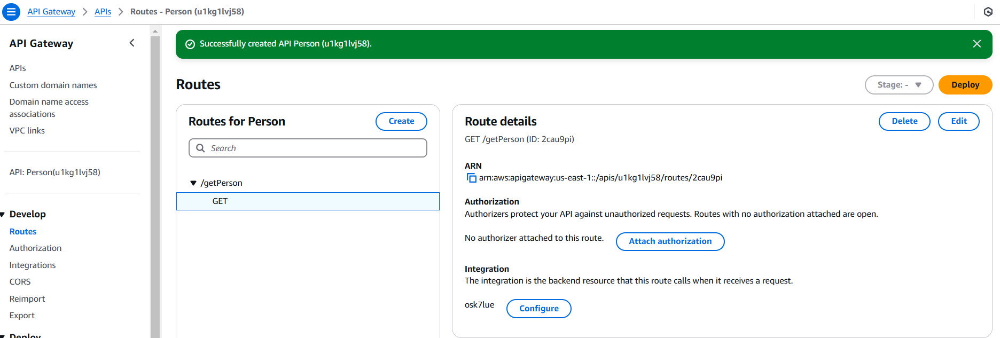 API Gateway > APIs > Routes - Person (u1kg1lvj58)
API Gateway
APIs
Custom domain names
Domain name access
associations
VPC links
API: Person(u1kg1lvj58)
Develop
Routes
Authorization
Integrations
CORS
Reimport
Export
Deploy
Successfully created API Person (u1kg1lvj58).
Routes
Stage: -
Deploy
Routes for Person
Create
Search
/getPerson
GET
Route details
Delete
Edit
GET /getPerson (ID: 2cau9pi)
ARN
arn:aws:apigateway:us-east-1::/apis/u1kg1lvj58/routes/2cau9pi
Authorization
Authorizers protect your API against unauthorized requests. Routes with no authorization attached are open.
No authorizer attached to this route.
Attach authorization
Integration
The integration is the backend resource that this route calls when it receives a request.
osk7lue
Configure